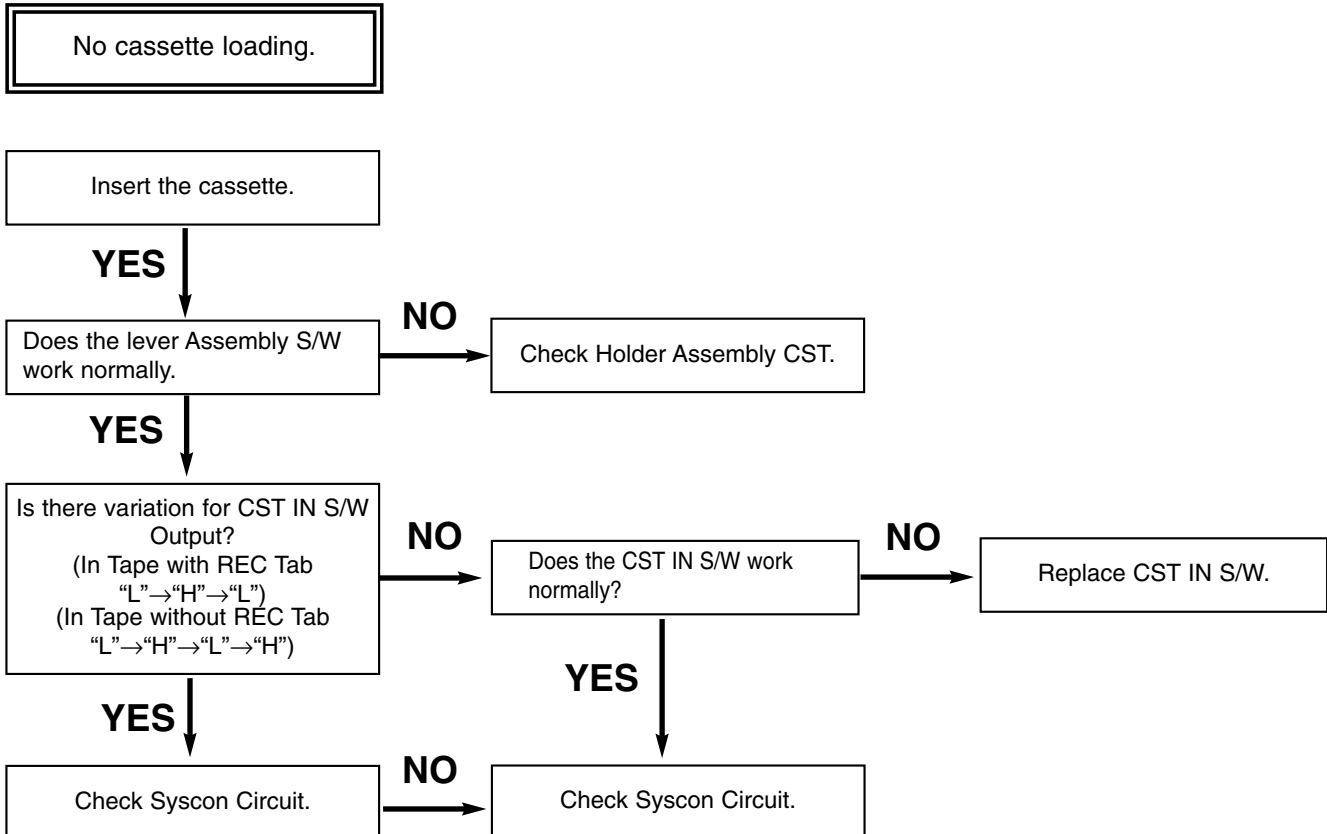 No cassette loading.
Insert the cassette.
YES
Does the lever Assembly S/W
work normally.
NO
Check Holder Assembly CST.
YES
Is there variation for CST IN S/W
Output?
(In Tape with REC Tab
“L”→“H”→“L”)
(In Tape without REC Tab
“L”→“H”→“L”→“H”)
NO
Does the CST IN S/W work
normally?
NO
Replace CST IN S/W.
YES
YES
Check Syscon Circuit.
NO
Check Syscon Circuit.